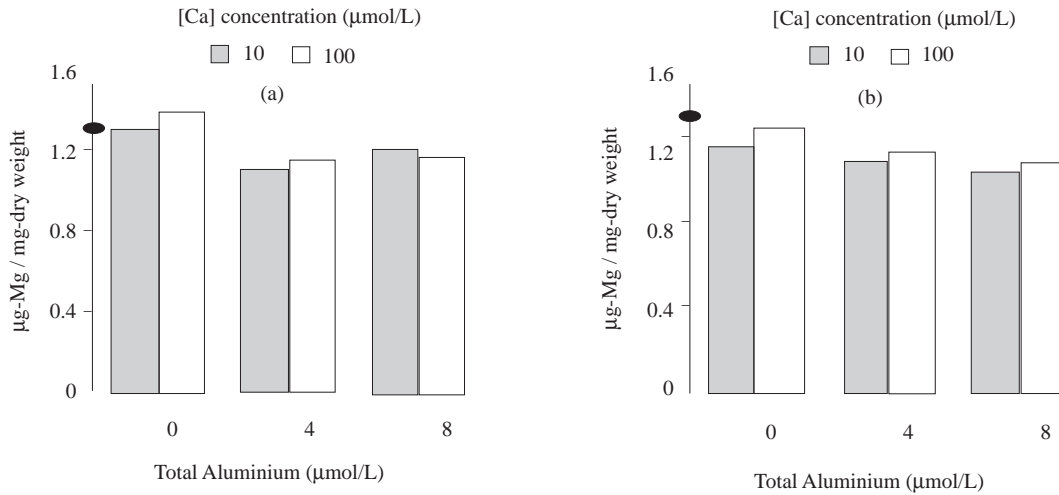 [Ca] concentration (μmol/L)
10 100
(a)
1.6
1.2
0.8
0.4
0
μg-Mg / mg-dry weight
0 4 8
Total Aluminium (μmol/L)
[Ca] concentration (μmol/L)
10 100
(b)
1.6
1.2
0.8
0.4
0
μg-Mg / mg-dry weight
0 4 8
Total Aluminium (μmol/L)